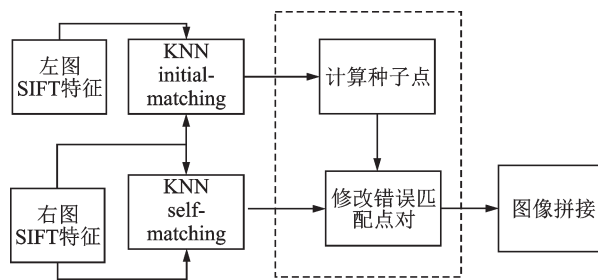 左图
SIFT特征
KNN
initial-
matching
计算种子点
右图
SIFT特征
KNN
self-
matching
修改错误匹
配点对
图像拼接